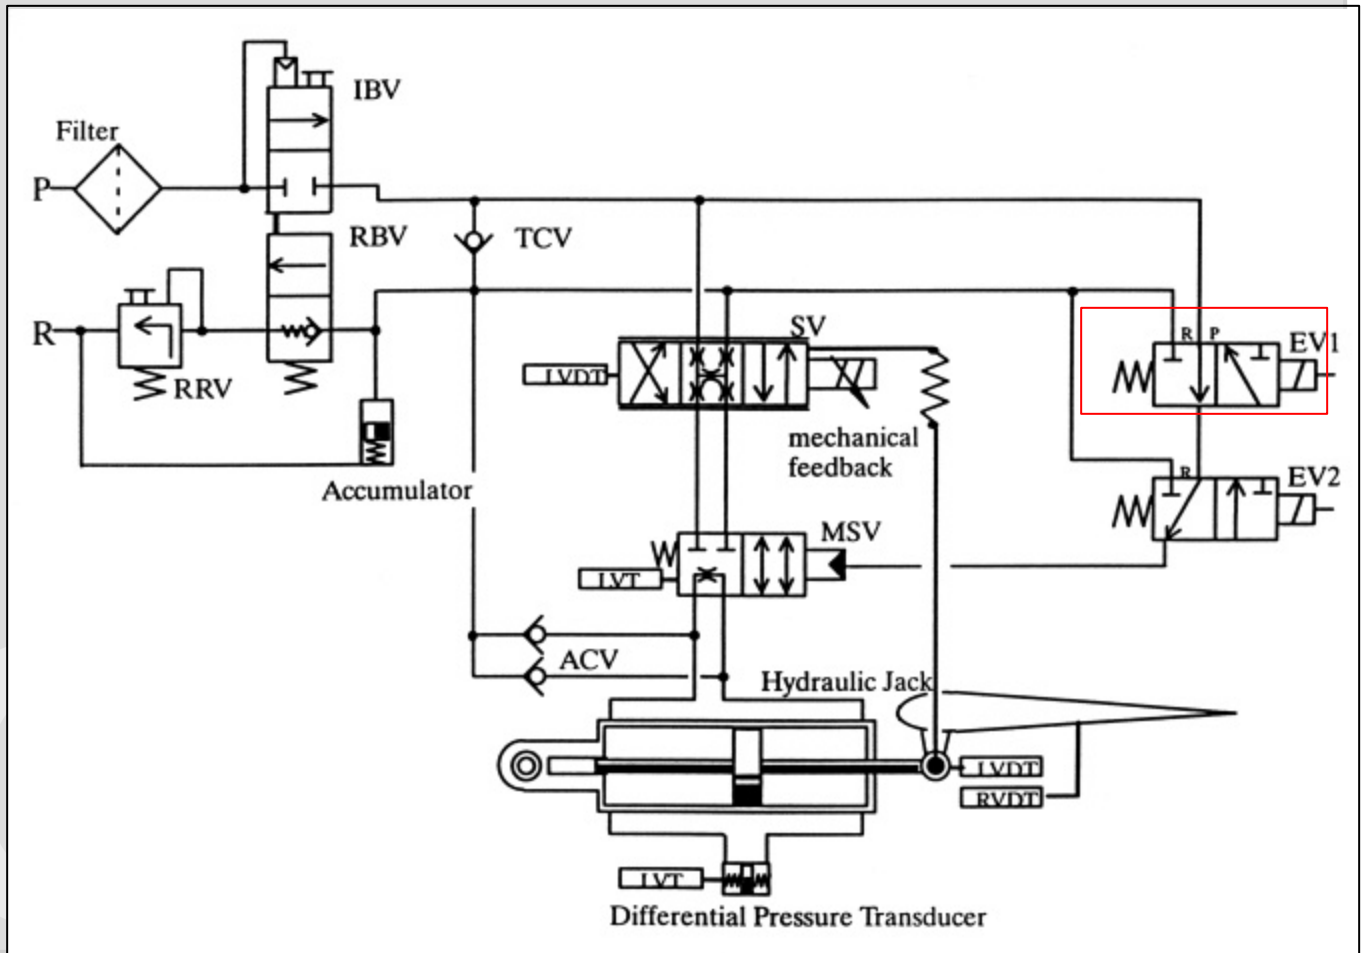 IBV
Filter
P
RBV
TCV
R
RRV
SV
R P
EV1
LVDT
mechanical
feedback
Accumulator
R
EV2
MSV
LVT
ACV
Hydraulic Jack
LVDT
RVDT
LVT
Differential Pressure Transducer